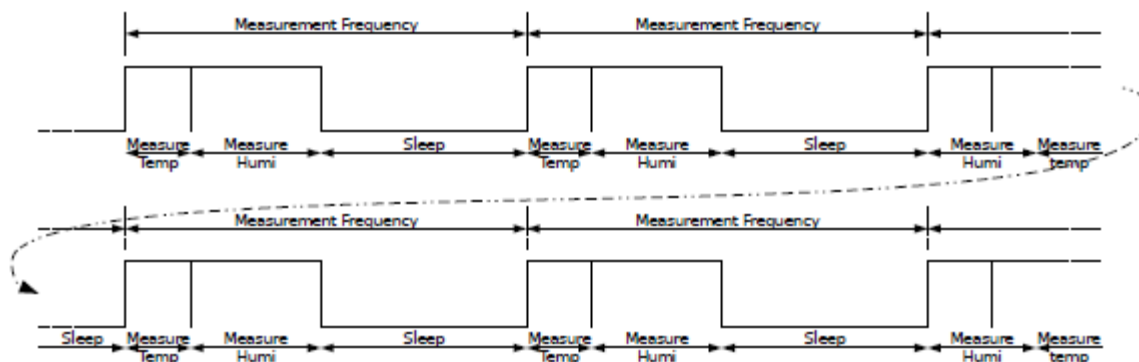 Measurement Frequency Measurement Frequency
Measure Measure Sleep Measure Measure Sleep Measure Measure
Temp Humi Temp Humi Humi temp
Measurement Frequency Measurement Frequency
Sleep Measure Measure Sleep Measure Measure Sleep Measure Measure
Temp Humi Temp Humi Humi temp